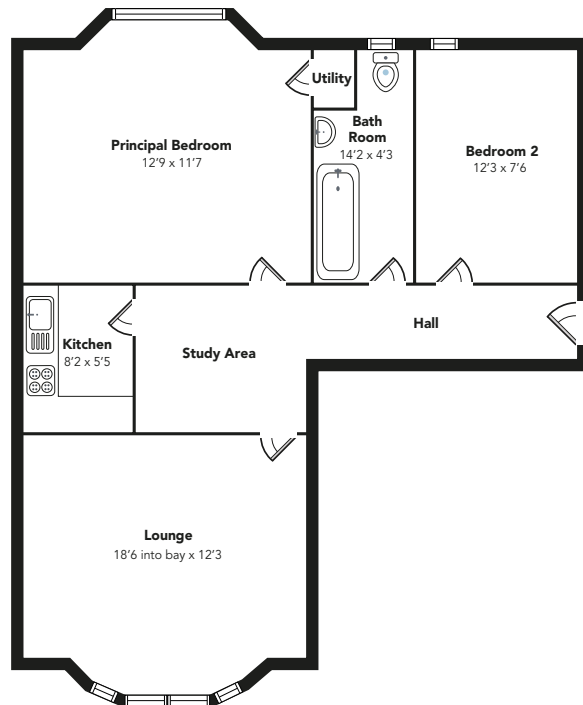 Utility
Principal Bedroom
12’9 x 11’7
Bath
Room
14’2 x 4’3
Bedroom 2
12’3 x 7’6
Kitchen
8’2 x 5’5
Study Area
Hall
Lounge
18’6 into bay x 12’3